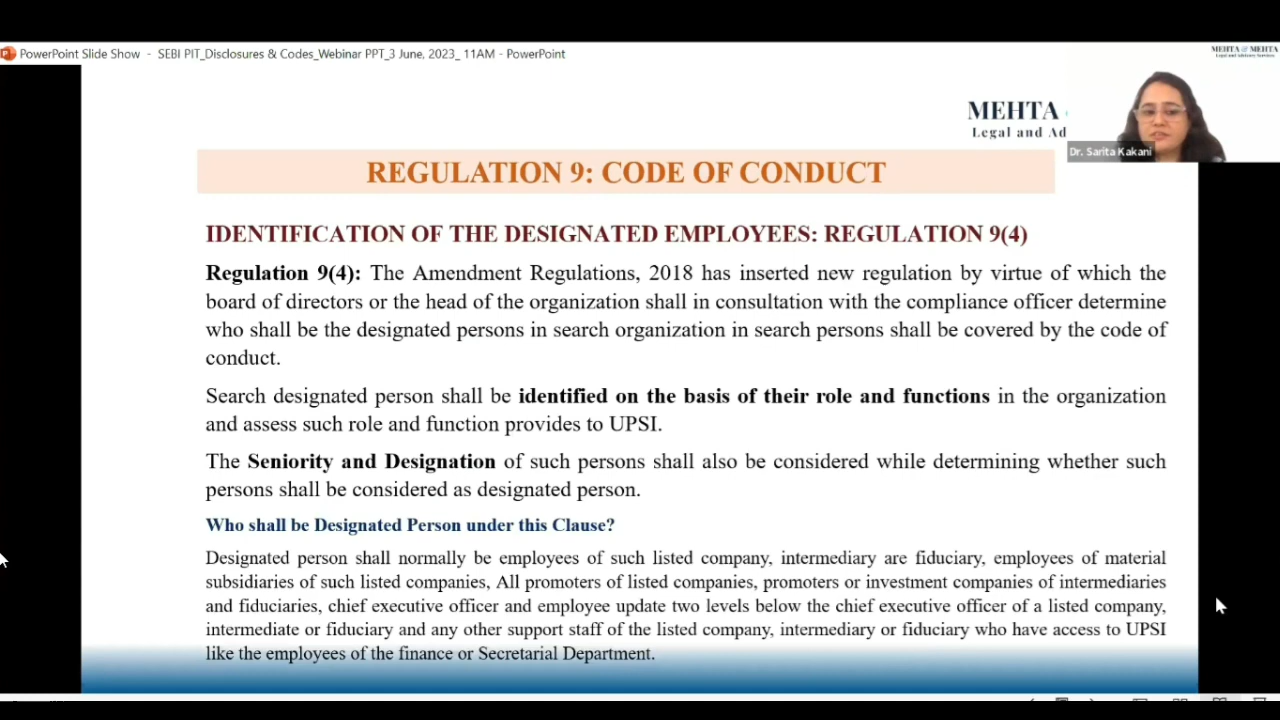 PowerPoint Slide Show - SEBI PIT_Disclosures & Codes_Webinar PPT_3 June, 2023_ 11AM - PowerPoint
MEHTA & MEHTA
Legal and Advisory Services
MEHTA
Legal and Ad
Dr. Sarita Kakani
REGULATION 9: CODE OF CONDUCT
IDENTIFICATION OF THE DESIGNATED EMPLOYEES: REGULATION 9(4)
Regulation 9(4): The Amendment Regulations, 2018 has inserted new regulation by virtue of which the
board of directors or the head of the organization shall in consultation with the compliance officer determine
who shall be the designated persons in search organization in search persons shall be covered by the code of
conduct.
Search designated person shall be identified on the basis of their role and functions in the organization
and assess such role and function provides to UPSI.
The Seniority and Designation of such persons shall also be considered while determining whether such
persons shall be considered as designated person.
Who shall be Designated Person under this Clause?
Designated person shall normally be employees of such listed company, intermediary are fiduciary, employees of material
subsidiaries of such listed companies, All promoters of listed companies, promoters or investment companies of intermediaries
and fiduciaries, chief executive officer and employee update two levels below the chief executive officer of a listed company,
intermediate or fiduciary and any other support staff of the listed company, intermediary or fiduciary who have access to UPSI
like the employees of the finance or Secretarial Department.